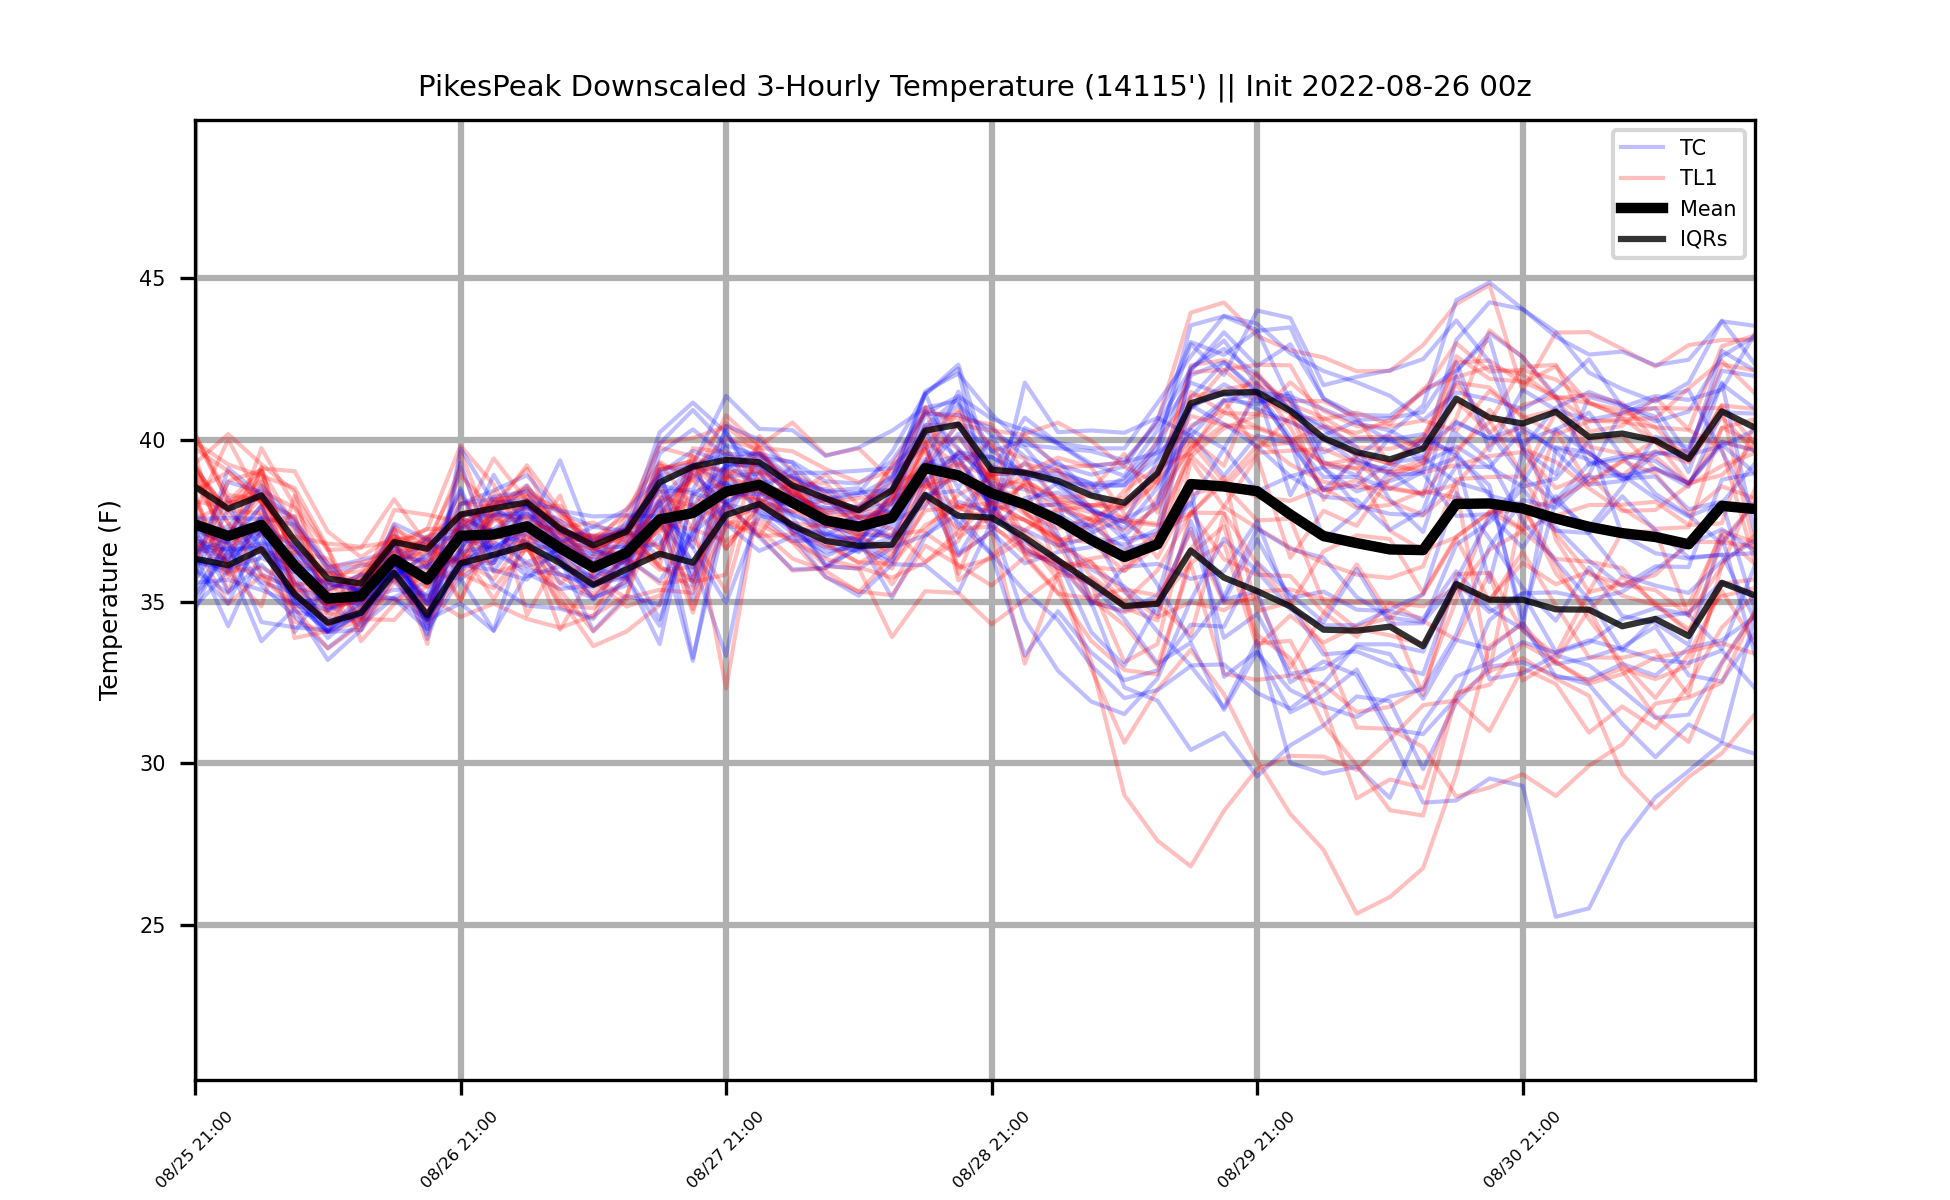 PikesPeak Downscaled 3-Hourly Temperature (14115') || Init 2022-08-26 00z
TC
TL1
Mean
IQRs
Temperature (F)
45
40
35
30
25
08/25 21:00
08/26 21:00
08/27 21:00
08/28 21:00
08/29 21:00
08/30 21:00